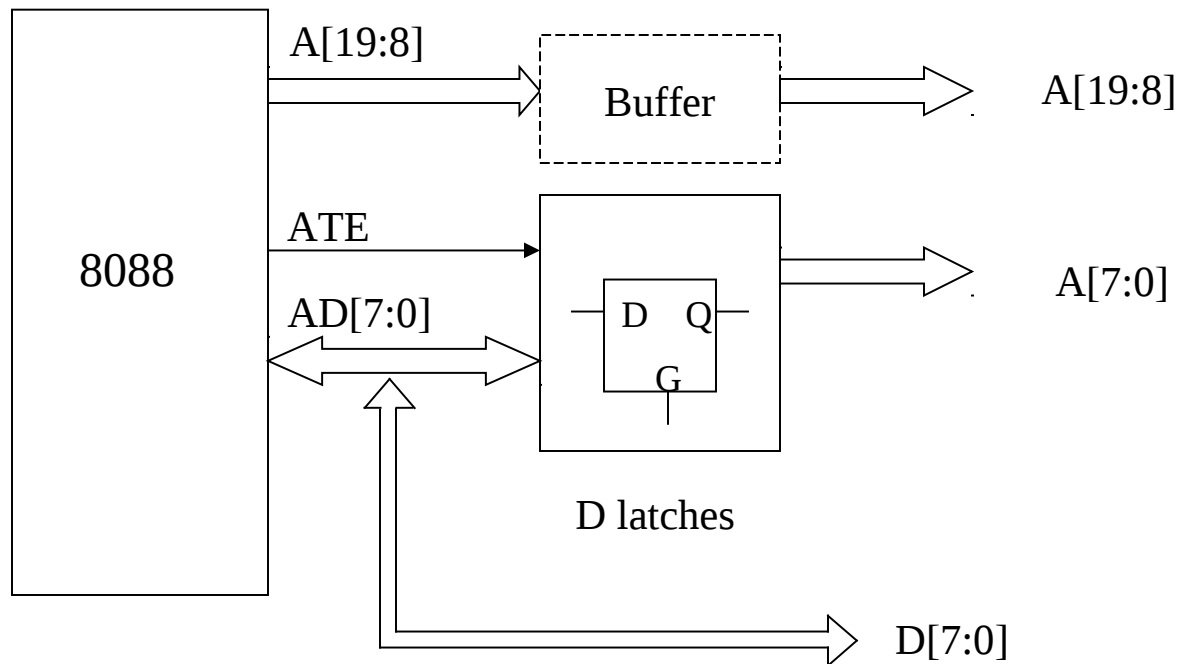 A[19:8]
Buffer
A[19:8]
ATE
8088
A[7:0]
AD[7:0]
D Q
G
D latches
D[7:0]